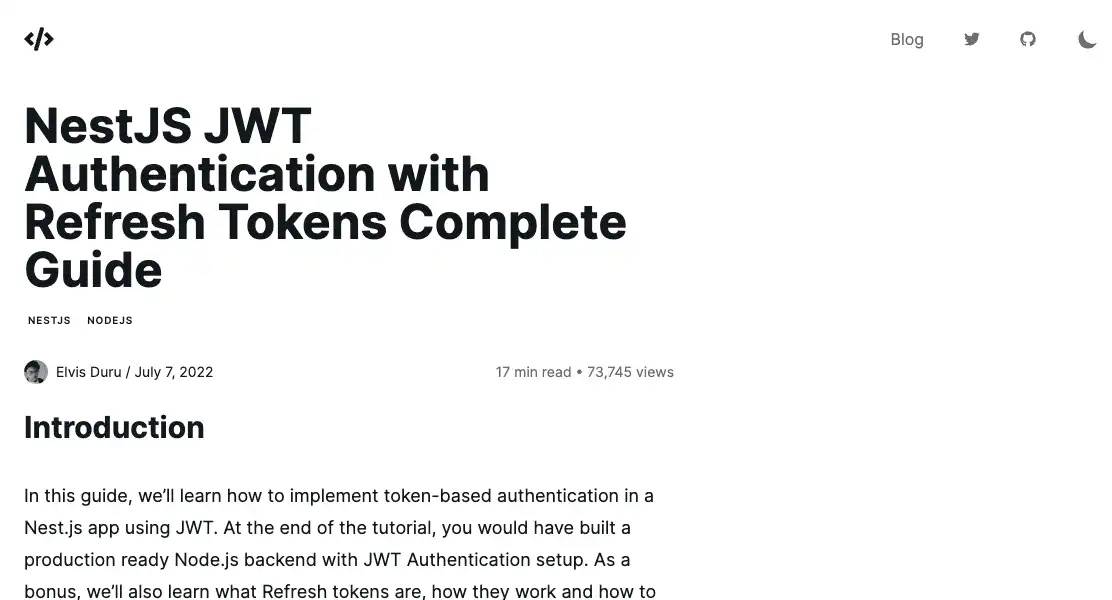 Blog
NestJS JWT
Authentication with
Refresh Tokens Complete
Guide
NESTJS NODEJS
Elvis Duru / July 7, 2022 17 min read • 73,745 views
Introduction
In this guide, we’ll learn how to implement token-based authentication in a
Nest.js app using JWT. At the end of the tutorial, you would have built a
production ready Node.js backend with JWT Authentication setup. As a
bonus, we’ll also learn what Refresh tokens are, how they work and how to